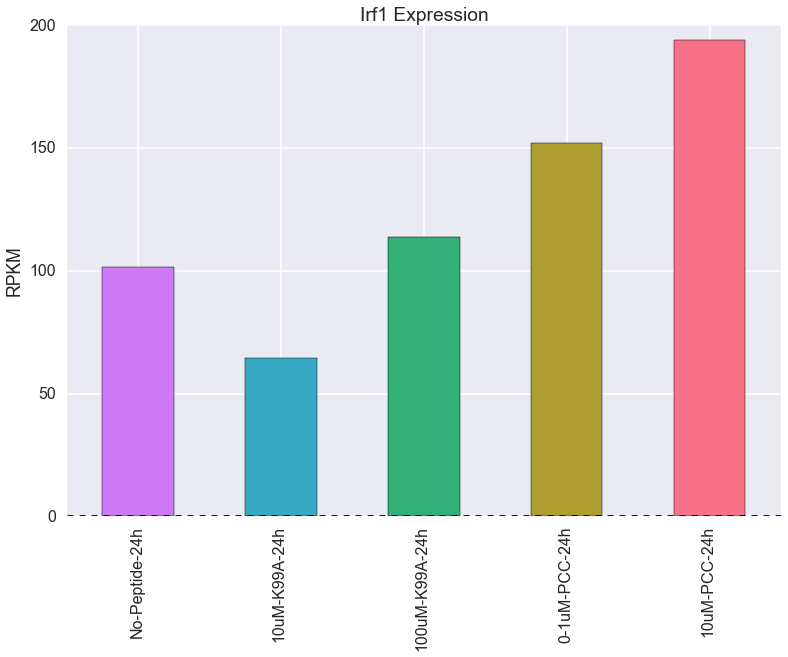 Irf1 Expression
RPKM
200
150
100
50
0
No-Peptide-24h
10uM-K99A-24h
100uM-K99A-24h
0-1uM-PCC-24h
10uM-PCC-24h